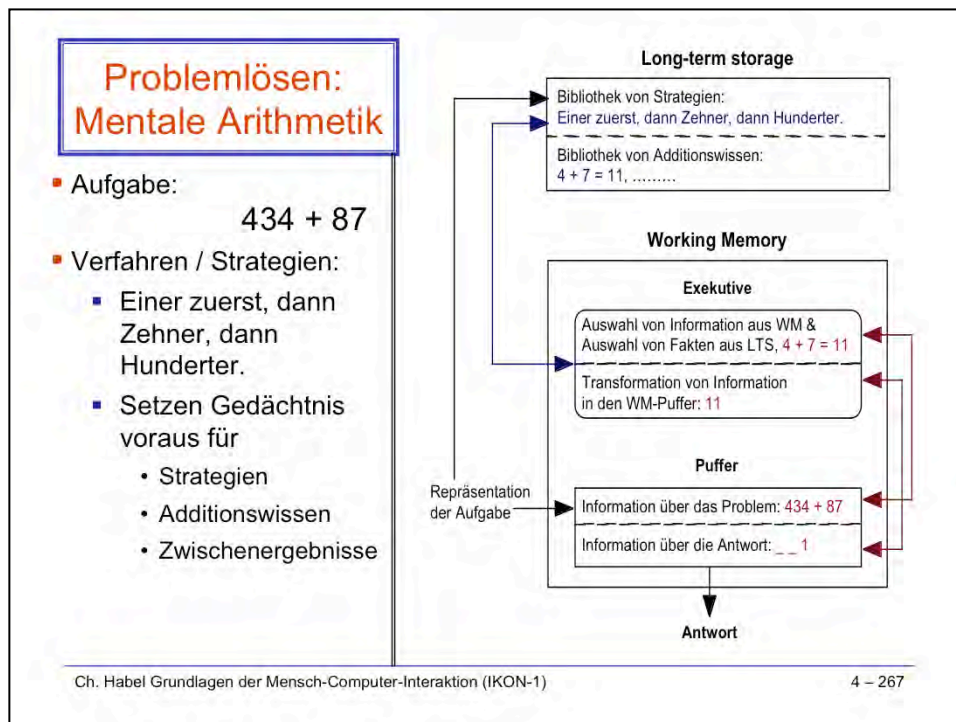 Problemlösen:
Mentale Arithmetik
• Aufgabe:
434 + 87
• Verfahren / Strategien:
▪ Einer zuerst, dann
Zehner, dann
Hunderter.
▪ Setzen Gedächtnis
voraus für
• Strategien
• Additionswissen
• Zwischenergebnisse
Long-term storage
Bibliothek von Strategien:
Einer zuerst, dann Zehner, dann Hunderter.
Bibliothek von Additionswissen:
4 + 7 = 11, .........
Working Memory
Exekutive
Auswahl von Information aus WM &
Auswahl von Fakten aus LTS, 4 + 7 = 11
Transformation von Information
in den WM-Puffer: 11
Puffer
Repräsentation
der Aufgabe
Information über das Problem: 434 + 87
Information über die Antwort: _ _ 1
Antwort
Ch. Habel Grundlagen der Mensch-Computer-Interaktion (IKON-1)
4 – 267